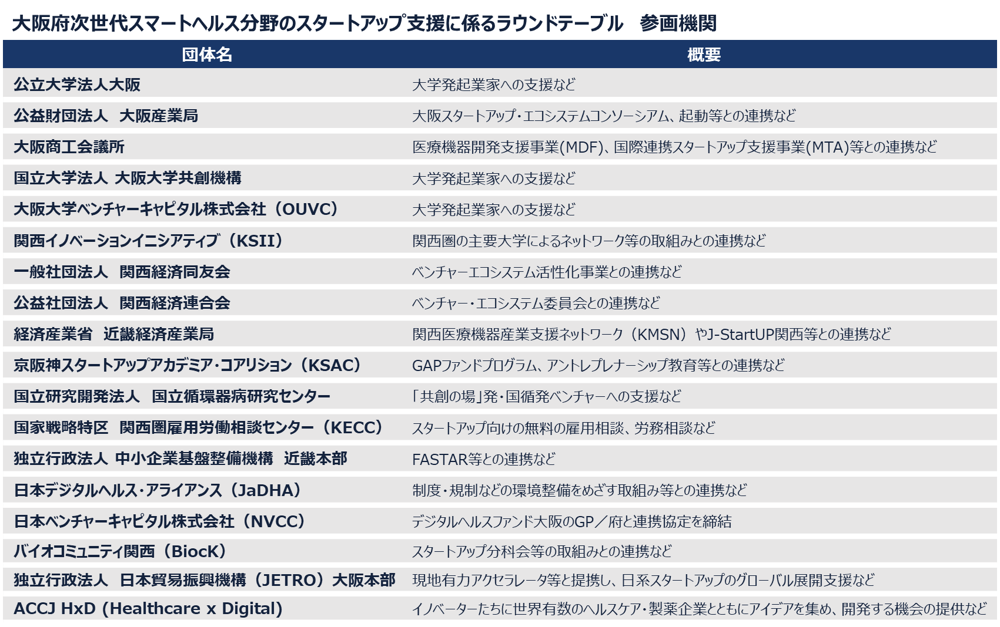 大阪府次世代スマートヘルス分野のスタートアップ支援に係るラウンドテーブル　参画機関
団体名　概要
公立大学法人大阪　大学発起業家への支援など
公益財団法人　大阪産業局　大阪スタートアップ・エコシステムコンソーシアム、起動等との連携など
大阪商工会議所　医療機器開発支援事業(MDF)、国際連携スタートアップ支援事業(MTA)等との連携など
国立大学法人 大阪大学共創機構　大学発起業家への支援など
大阪大学ベンチャーキャピタル株式会社（OUVC）　大学発起業家への支援など
関西イノベーションイニシアティブ（KSII）　関西圏の主要大学によるネットワーク等の取組みとの連携など
一般社団法人　関西経済同友会　ベンチャーエコシステム活性化事業との連携など
公益社団法人　関西経済連合会　ベンチャー・エコシステム委員会との連携など
経済産業省　近畿経済産業局　関西医療機器産業支援ネットワーク（KMSN）やJ-StartUP関西等との連携など
京阪神スタートアップアカデミア・コアリション（KSAC）　GAPファンドプログラム、アントレプレナーシップ教育等との連携など
国立研究開発法人　国立循環器病研究センター　「共創の場」発・国循発ベンチャーへの支援など
国家戦略特区　関西圏雇用労働相談センター（KECC）　スタートアップ向けの無料の雇用相談、労務相談など
独立行政法人 中小企業基盤整備機構　近畿本部　FASTAR等との連携など
日本デジタルヘルス・アライアンス（JaDHA）　制度・規制などの環境整備をめざす取組み等との連携など
日本ベンチャーキャピタル株式会社（NVCC）　デジタルヘルスファンド大阪のGP／府と連携協定を締結
バイオコミュニティ関西（BiocK）　スタートアップ分科会等の取組みとの連携など
独立行政法人　日本貿易振興機構（JETRO）大阪本部　現地有力アクセラレータ等と提携し、日系スタートアップのグローバル展開支援など
ACCJ HxD (Healthcare x Digital)　イノベーターたちに世界有数のヘルスケア・製薬企業とともにアイデアを集め、開発する機会の提供など